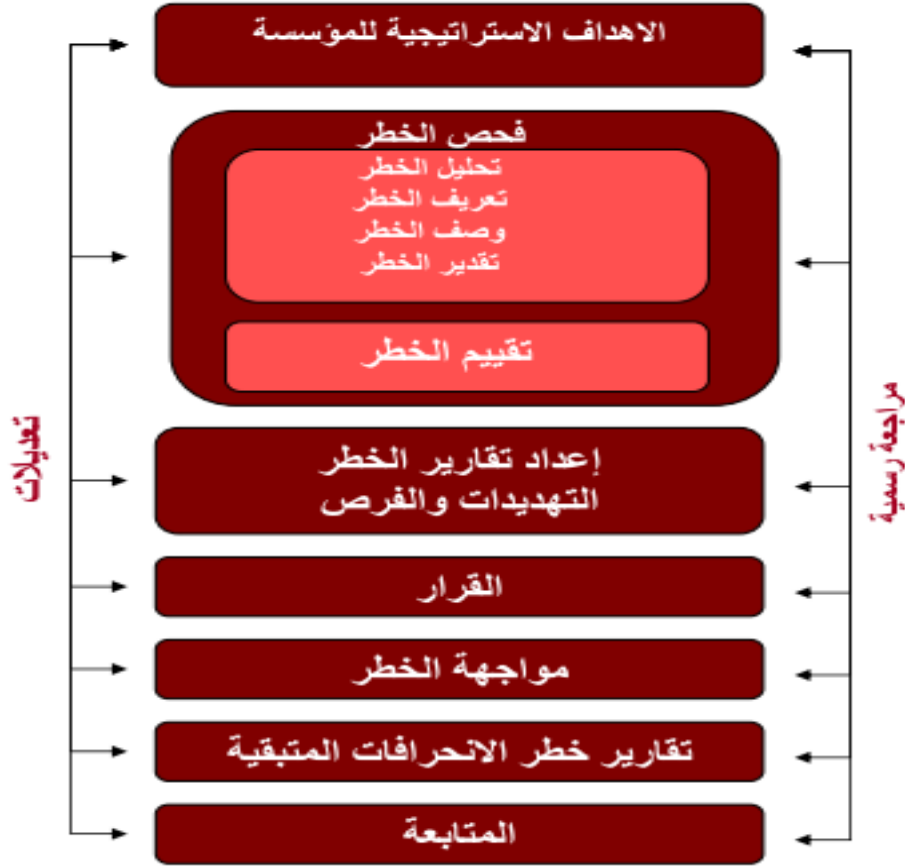 الاهداف الاستراتيجية للمؤسسة
فحص الخطر
تحليل الخطر
تعريف الخطر
وصف الخطر
تقدير الخطر
تقييم الخطر
إعداد تقارير الخطر
التهديدات والفرص
القرار
مواجهة الخطر
تقارير خطر الانحرافات المتبقية
المتابعة
مراجعة رسمية
تعديلات